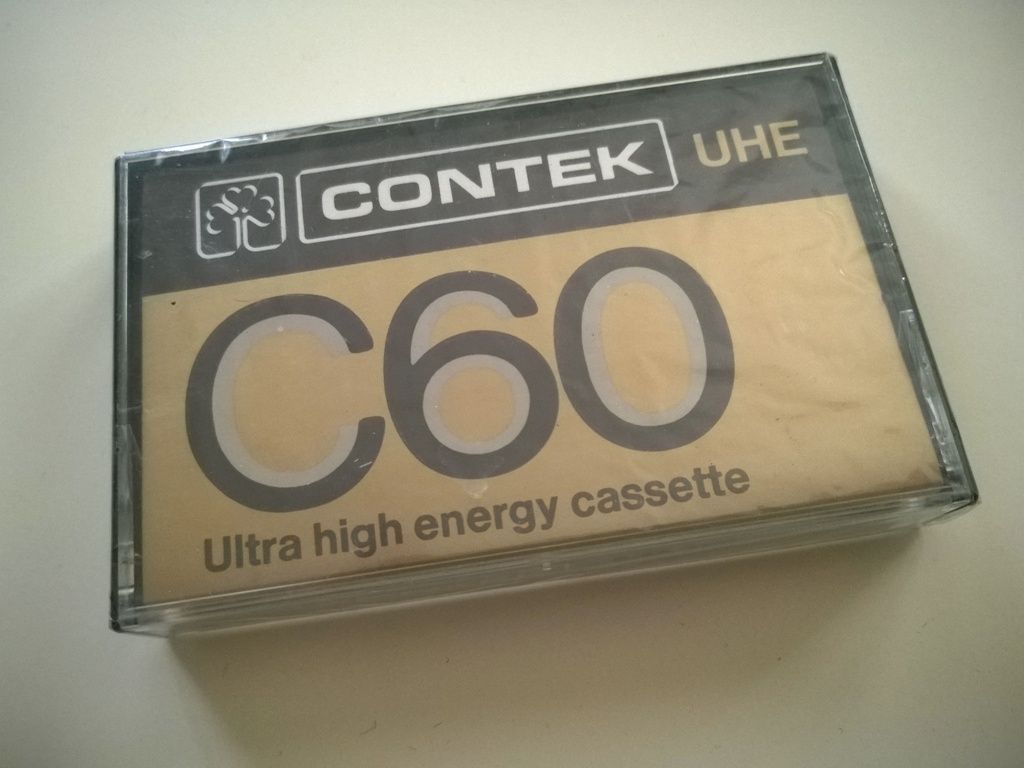 CONTEK UHE
C60
Ultra high energy cassette